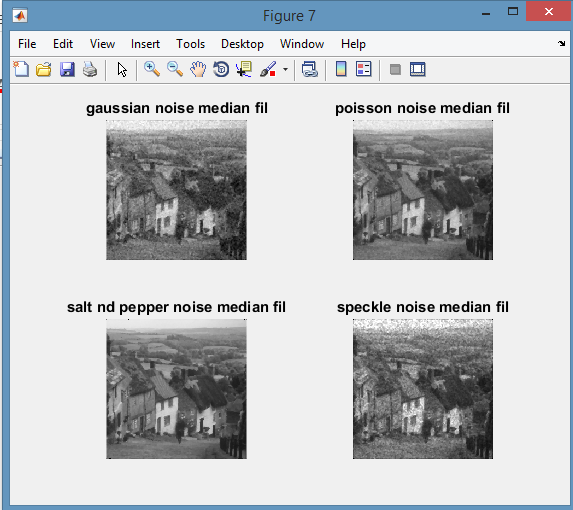 Figure 7
File Edit View Insert Tools Desktop Window Help
gaussian noise median fil
poisson noise median fil
salt nd pepper noise median fil
speckle noise median fil